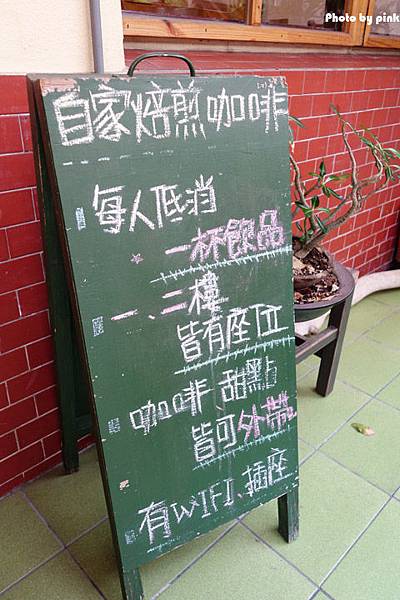 Photo by pink
自家焙煎咖啡
每人低消
一杯飲品
一、二樓
皆有座位
咖啡、甜點
皆可外帶
有WIFI、插座